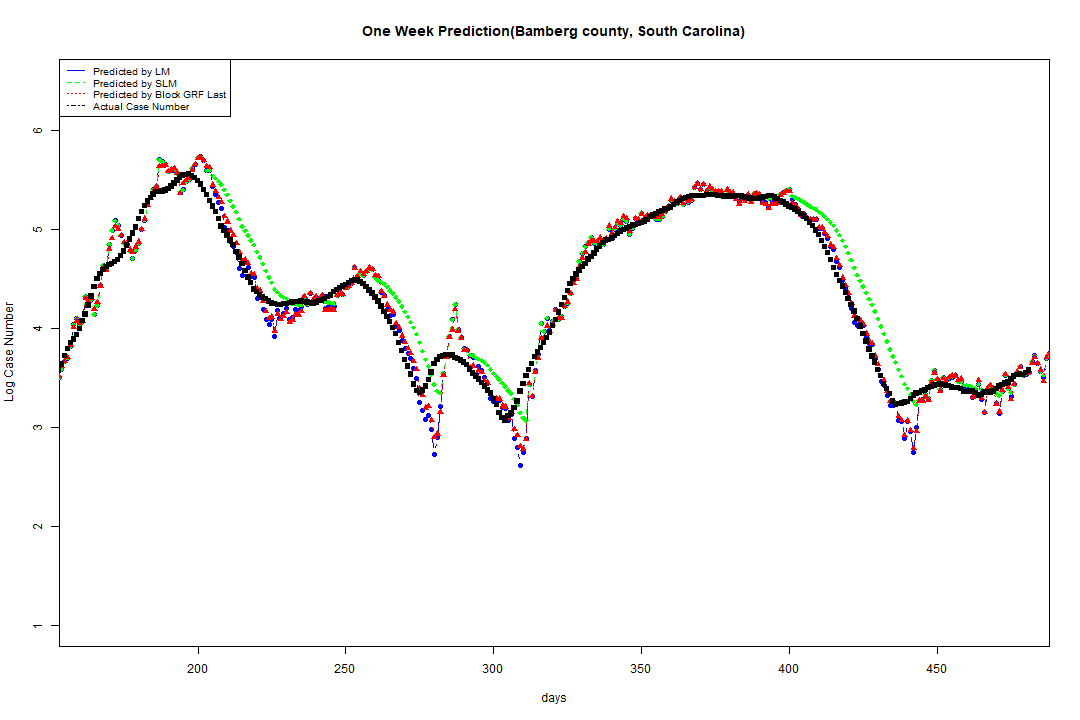 One Week Prediction(Bamberg county, South Carolina)
Predicted by LM
Predicted by SLM
Predicted by Block GRF Last
Actual Case Number
6
5
4
3
2
1
Log Case Number
200 250 300 350 400 450
days